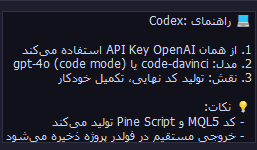 💻 راهنمای Codex:
1. از همان API Key OpenAI استفاده می‌کند
2. مدل: code-davinci یا gpt-4o (code mode)
3. نقش: تولید کد نهایی، تکمیل خودکار
💡 نکات:
- کد MQL5 و Pine Script تولید می‌کند
- خروجی مستقیم در فولدر پروژه ذخیره می‌شود